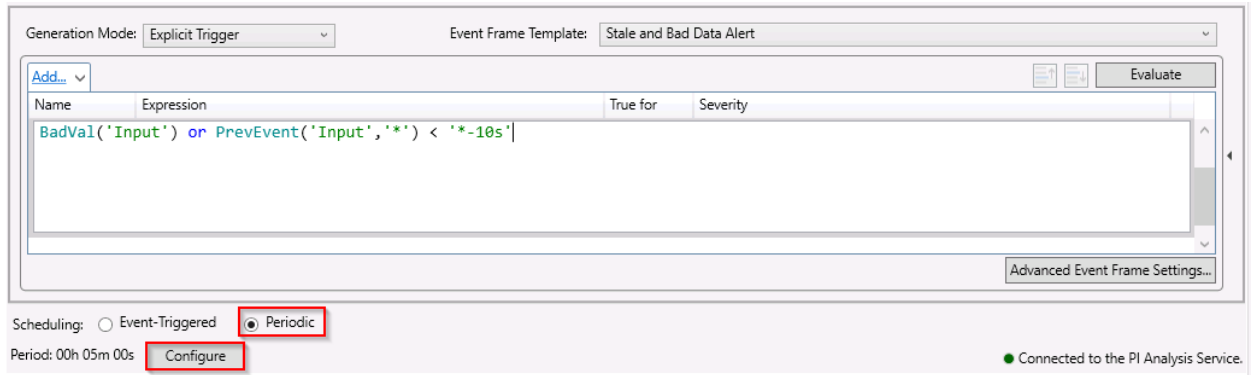 Generation Mode: Explicit Trigger Event Frame Template: Stale and Bad Data Alert
Add... Evaluate
Name Expression True for Severity
BadVal('Input') or PrevEvent('Input','*') < '*-10s'
Advanced Event Frame Settings...
Scheduling: Event-Triggered Periodic
Period: 00h 05m 00s Configure Connected to the PI Analysis Service.